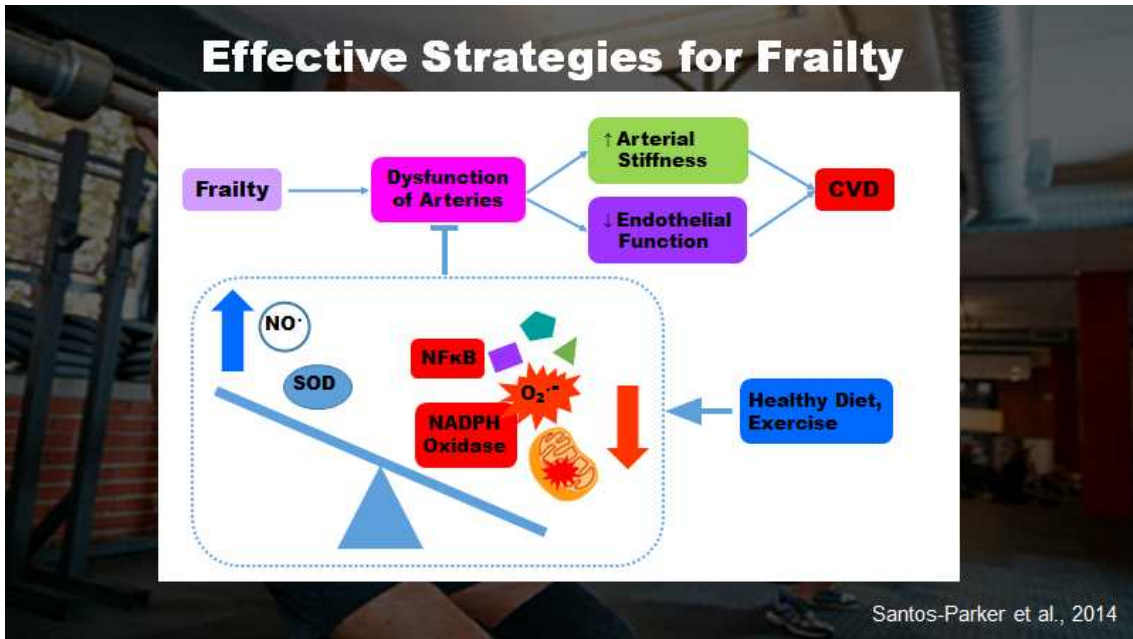 Effective Strategies for Frailty
Frailty
Dysfunction
of Arteries
↑ Arterial
Stiffness
↓ Endothelial
Function
CVD
NO·
SOD
NFκB
O₂·-
NADPH
Oxidase
Healthy Diet,
Exercise
Santos-Parker et al., 2014